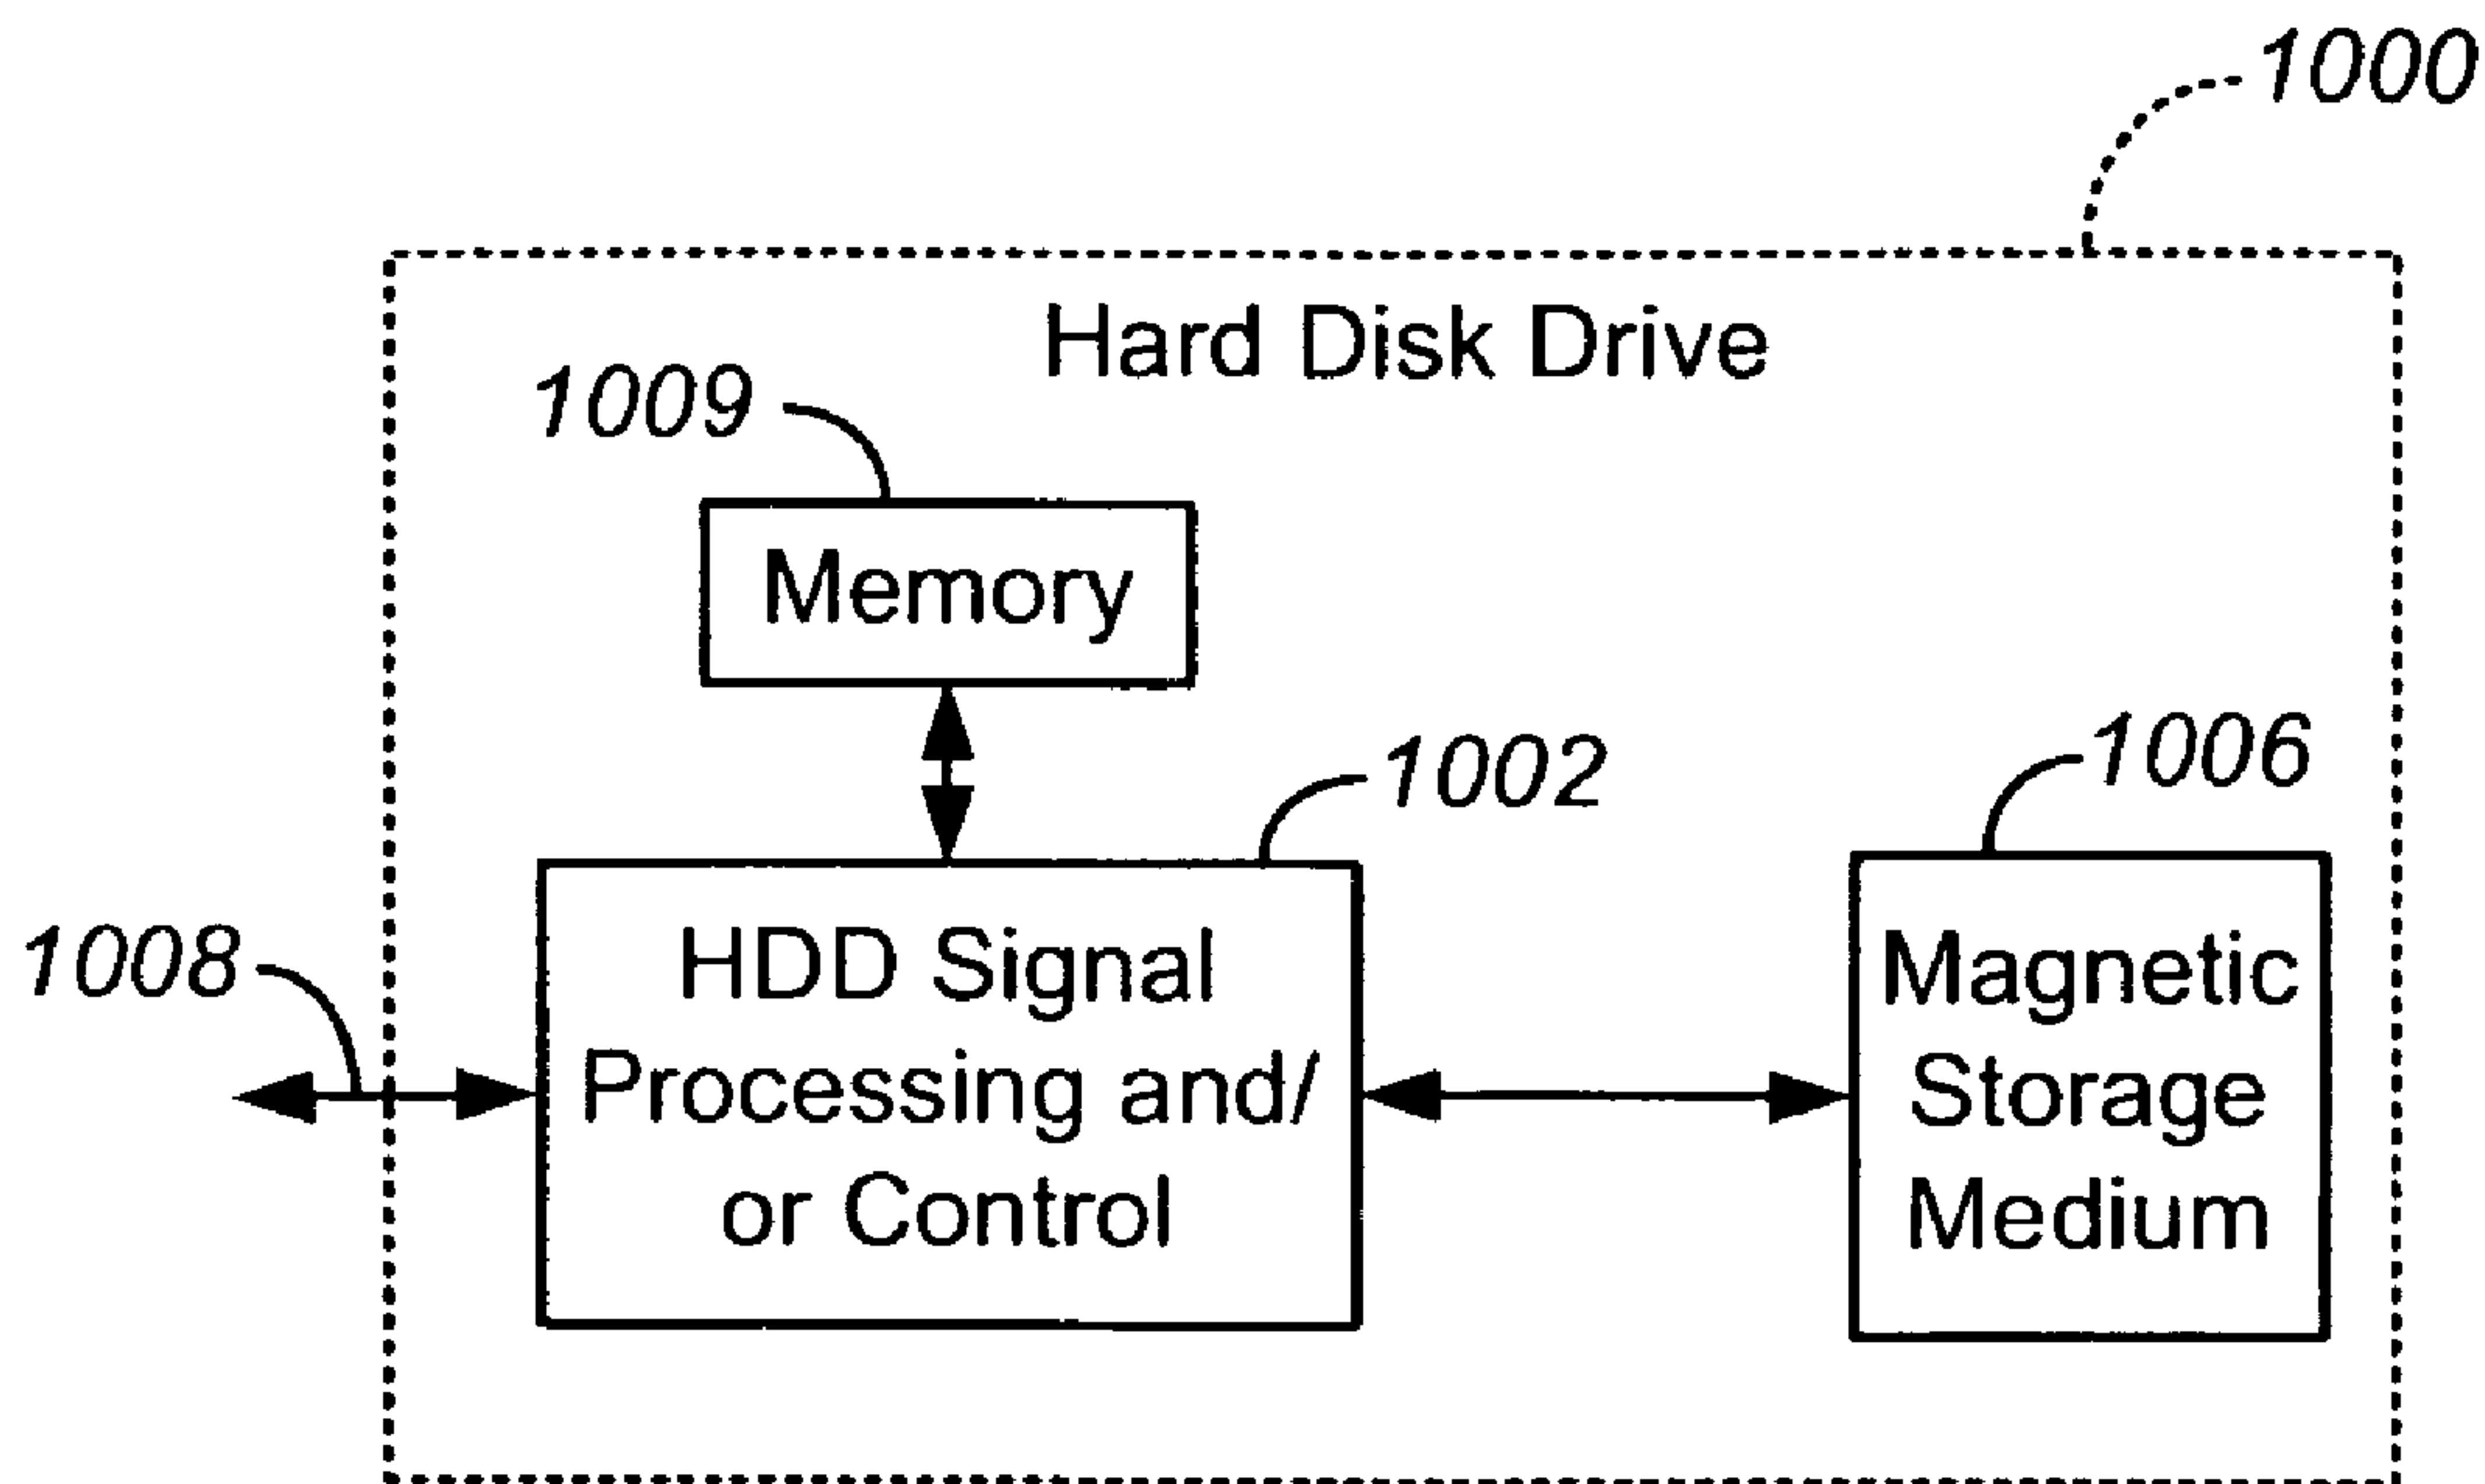 1000
Hard Disk Drive
1009
Memory
1002
1006
1008
HDD Signal
Processing and/
or Control
Magnetic
Storage
Medium